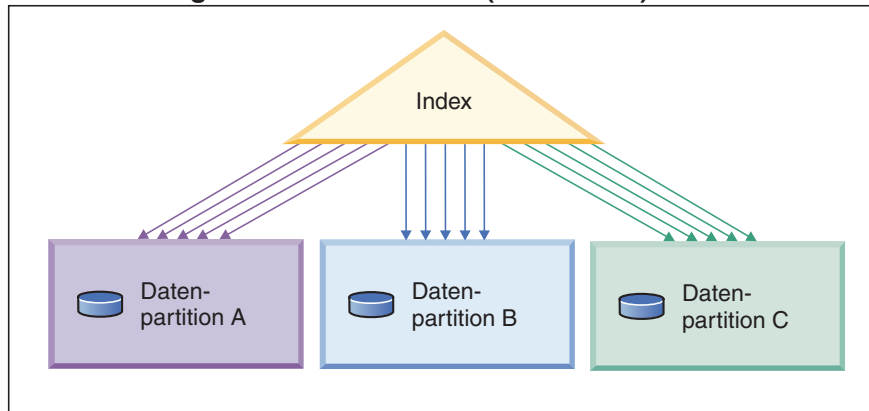 Index
Daten-
partition A
Daten-
partition B
Daten-
partition C